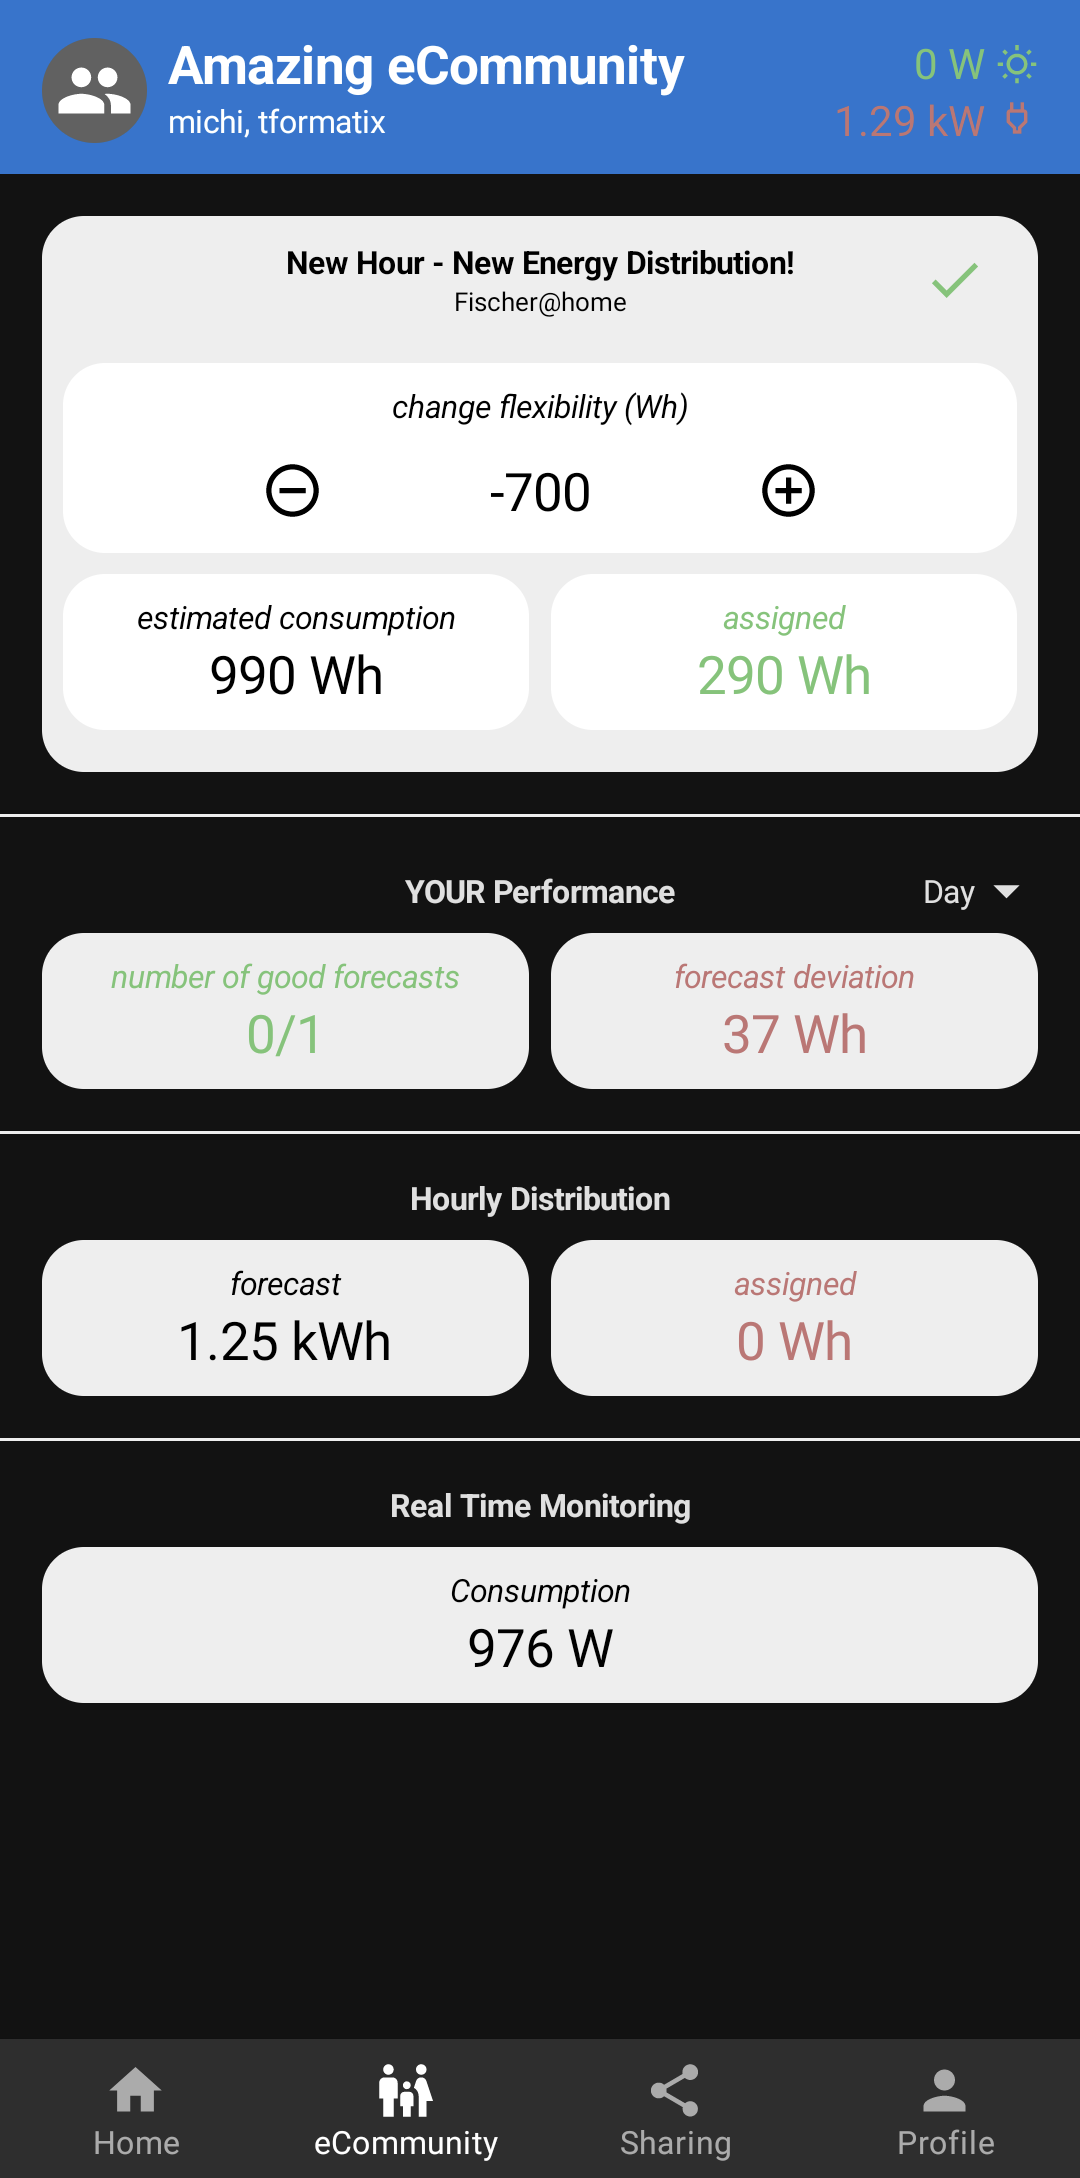 Amazing eCommunity
michi, tformatix
0 W
1.29 kW
New Hour - New Energy Distribution!
Fischer@home
change flexibility (Wh)
-700
estimated consumption
990 Wh
assigned
290 Wh
YOUR Performance
Day
number of good forecasts
0/1
forecast deviation
37 Wh
Hourly Distribution
forecast
1.25 kWh
assigned
0 Wh
Real Time Monitoring
Consumption
976 W
Home
eCommunity
Sharing
Profile